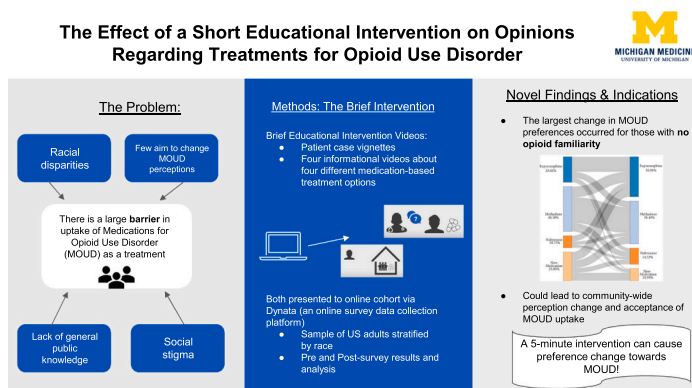 The Effect of a Short Educational Intervention on Opinions
Regarding Treatments for Opioid Use Disorder
MICHIGAN MEDICINE
UNIVERSITY OF MICHIGAN
The Problem:
Racial
disparities
Few aim to change
MOUD
perceptions
There is a large barrier in
uptake of Medications for
Opioid Use Disorder
(MOUD) as a treatment
Lack of general
public
knowledge
Social
stigma
Methods: The Brief Intervention
Brief Educational Intervention Videos:
● Patient case vignettes
● Four informational videos about
four different medication-based
treatment options
?
Both presented to online cohort via
Dynata (an online survey data collection
platform)
● Sample of US adults stratified
by race
● Pre and Post-survey results and
analysis
Novel Findings & Indications
● The largest change in MOUD
preferences occurred for those with no
opioid familiarity
Buprenorphine
Buprenorphine
Methadone
Methadone
Naltrexone
Naltrexone
● Could lead to community-wide
perception change and acceptance of
MOUD uptake
A 5-minute intervention can cause
preference change towards
MOUD!